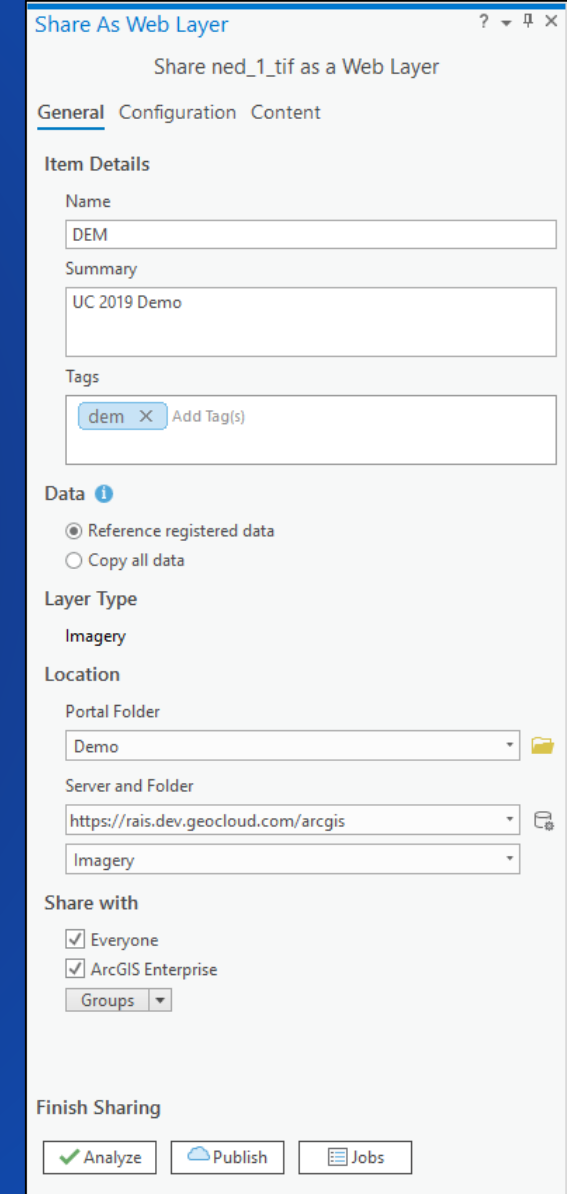 Share As Web Layer
?
Share ned_1_tif as a Web Layer
General Configuration Content
Item Details
Name
DEM
Summary
UC 2019 Demo
Tags
dem Add Tag(s)
Data
Reference registered data
Copy all data
Layer Type
Imagery
Location
Portal Folder
Demo
Server and Folder
https://rais.dev.geocloud.com/arcgis
Imagery
Share with
Everyone
ArcGIS Enterprise
Groups
Finish Sharing
Analyze Publish Jobs